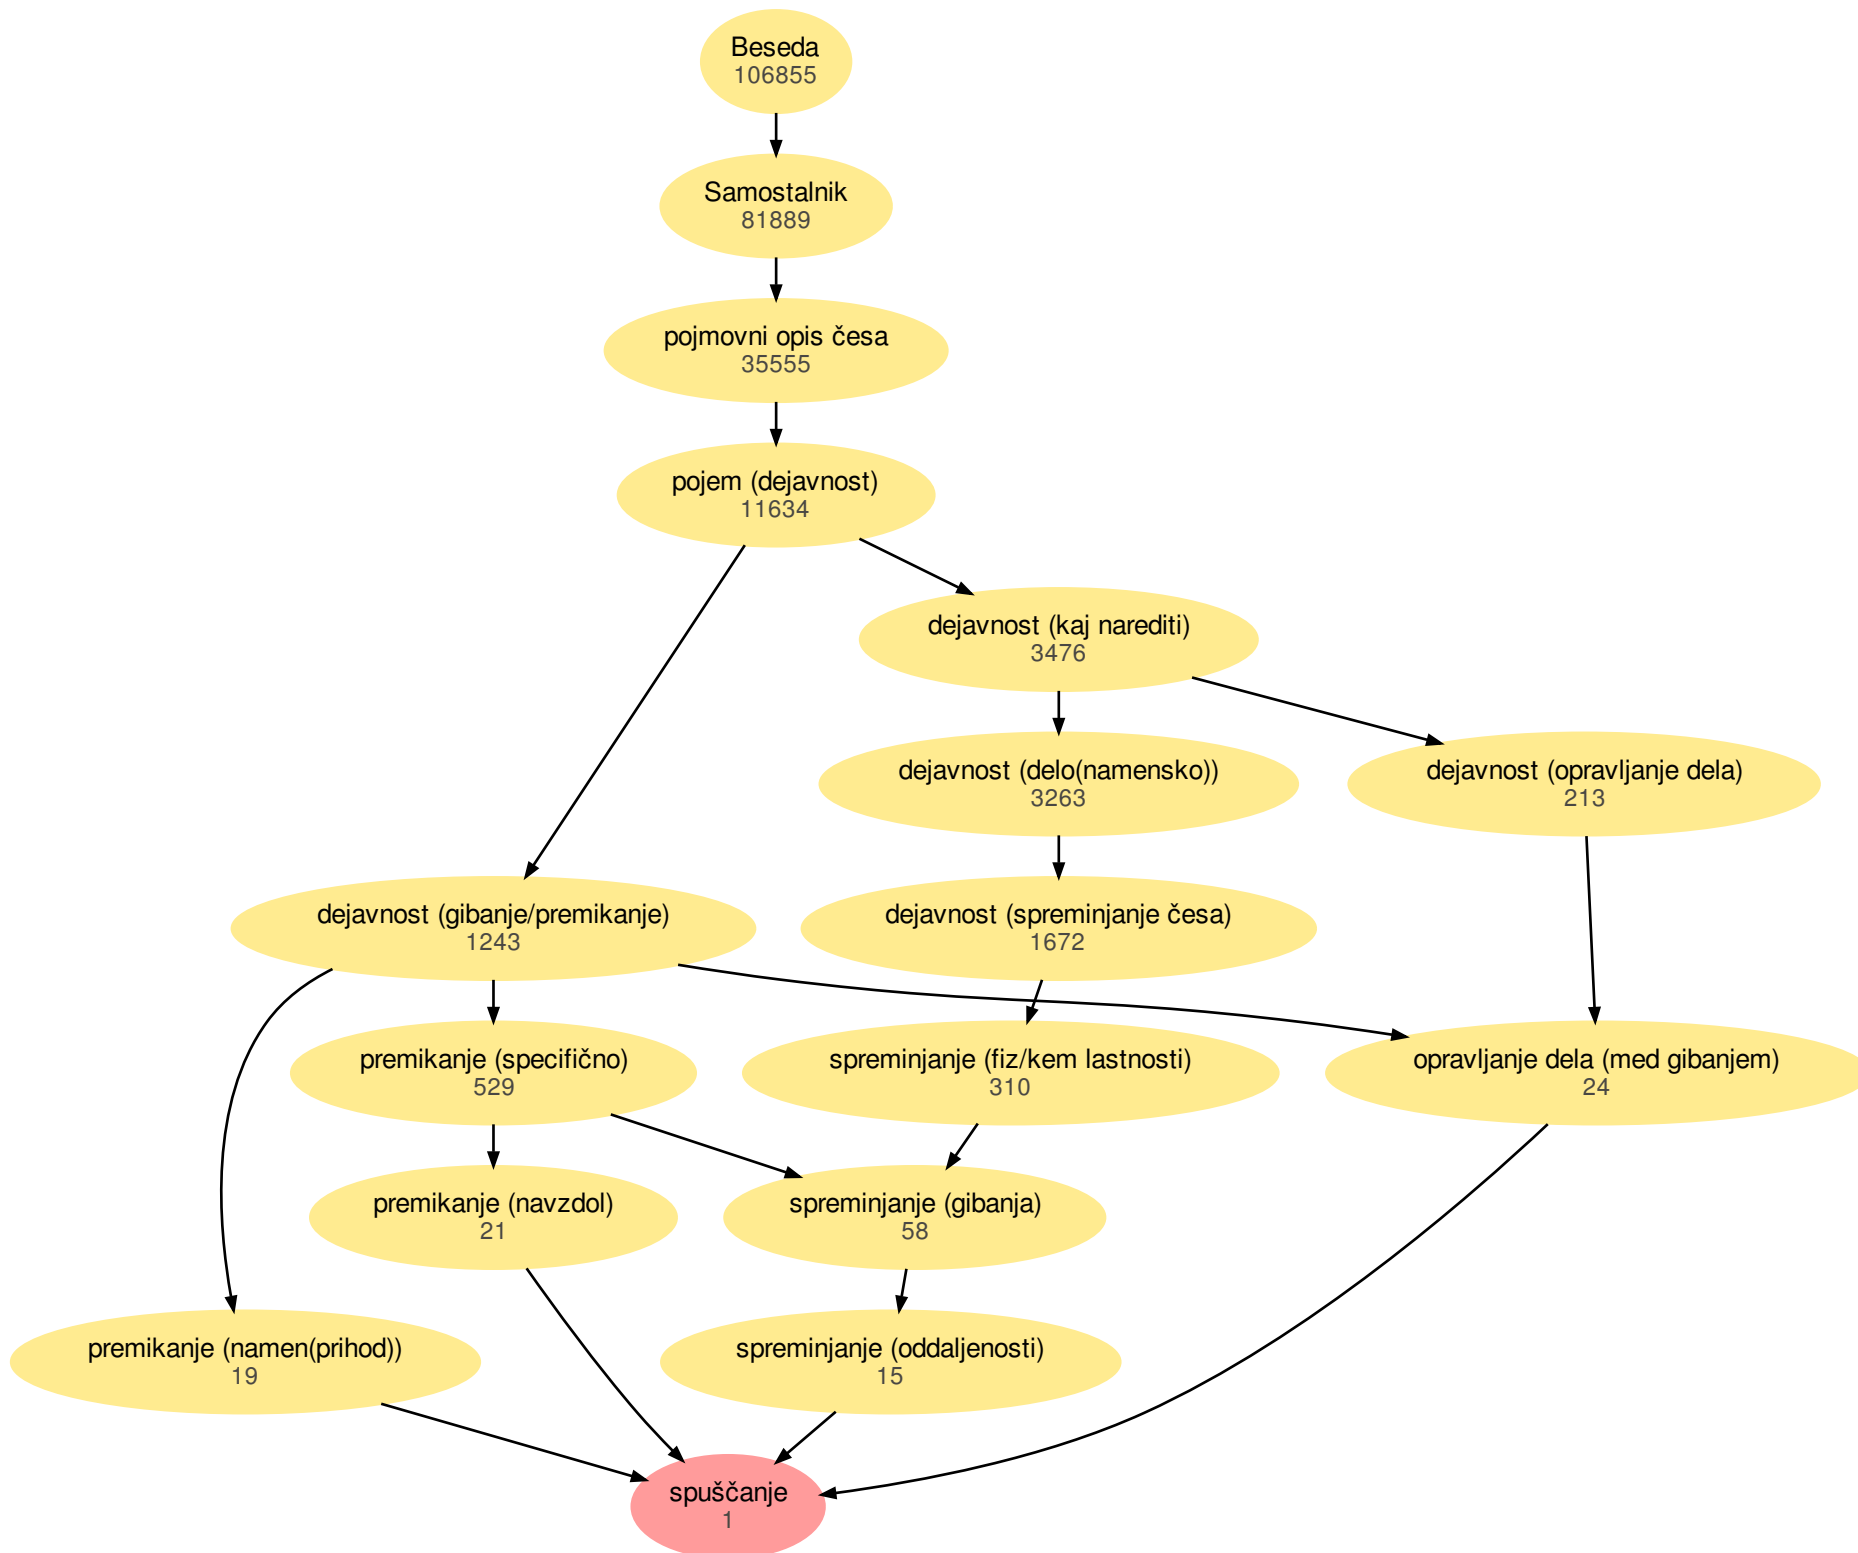 Beseda
106855
Samostalnik
81889
pojmovni opis česa
35555
pojem (dejavnost)
11634
dejavnost (kaj narediti)
3476
dejavnost (delo(namensko))
3263
dejavnost (opravljanje dela)
213
dejavnost (gibanje/premikanje)
1243
dejavnost (spreminjanje česa)
1672
premikanje (specifično)
529
spreminjanje (fiz/kem lastnosti)
310
opravljanje dela (med gibanjem)
24
premikanje (navzdol)
21
spreminjanje (gibanja)
58
premikanje (namen(prihod))
19
spreminjanje (oddaljenosti)
15
spuščanje
1